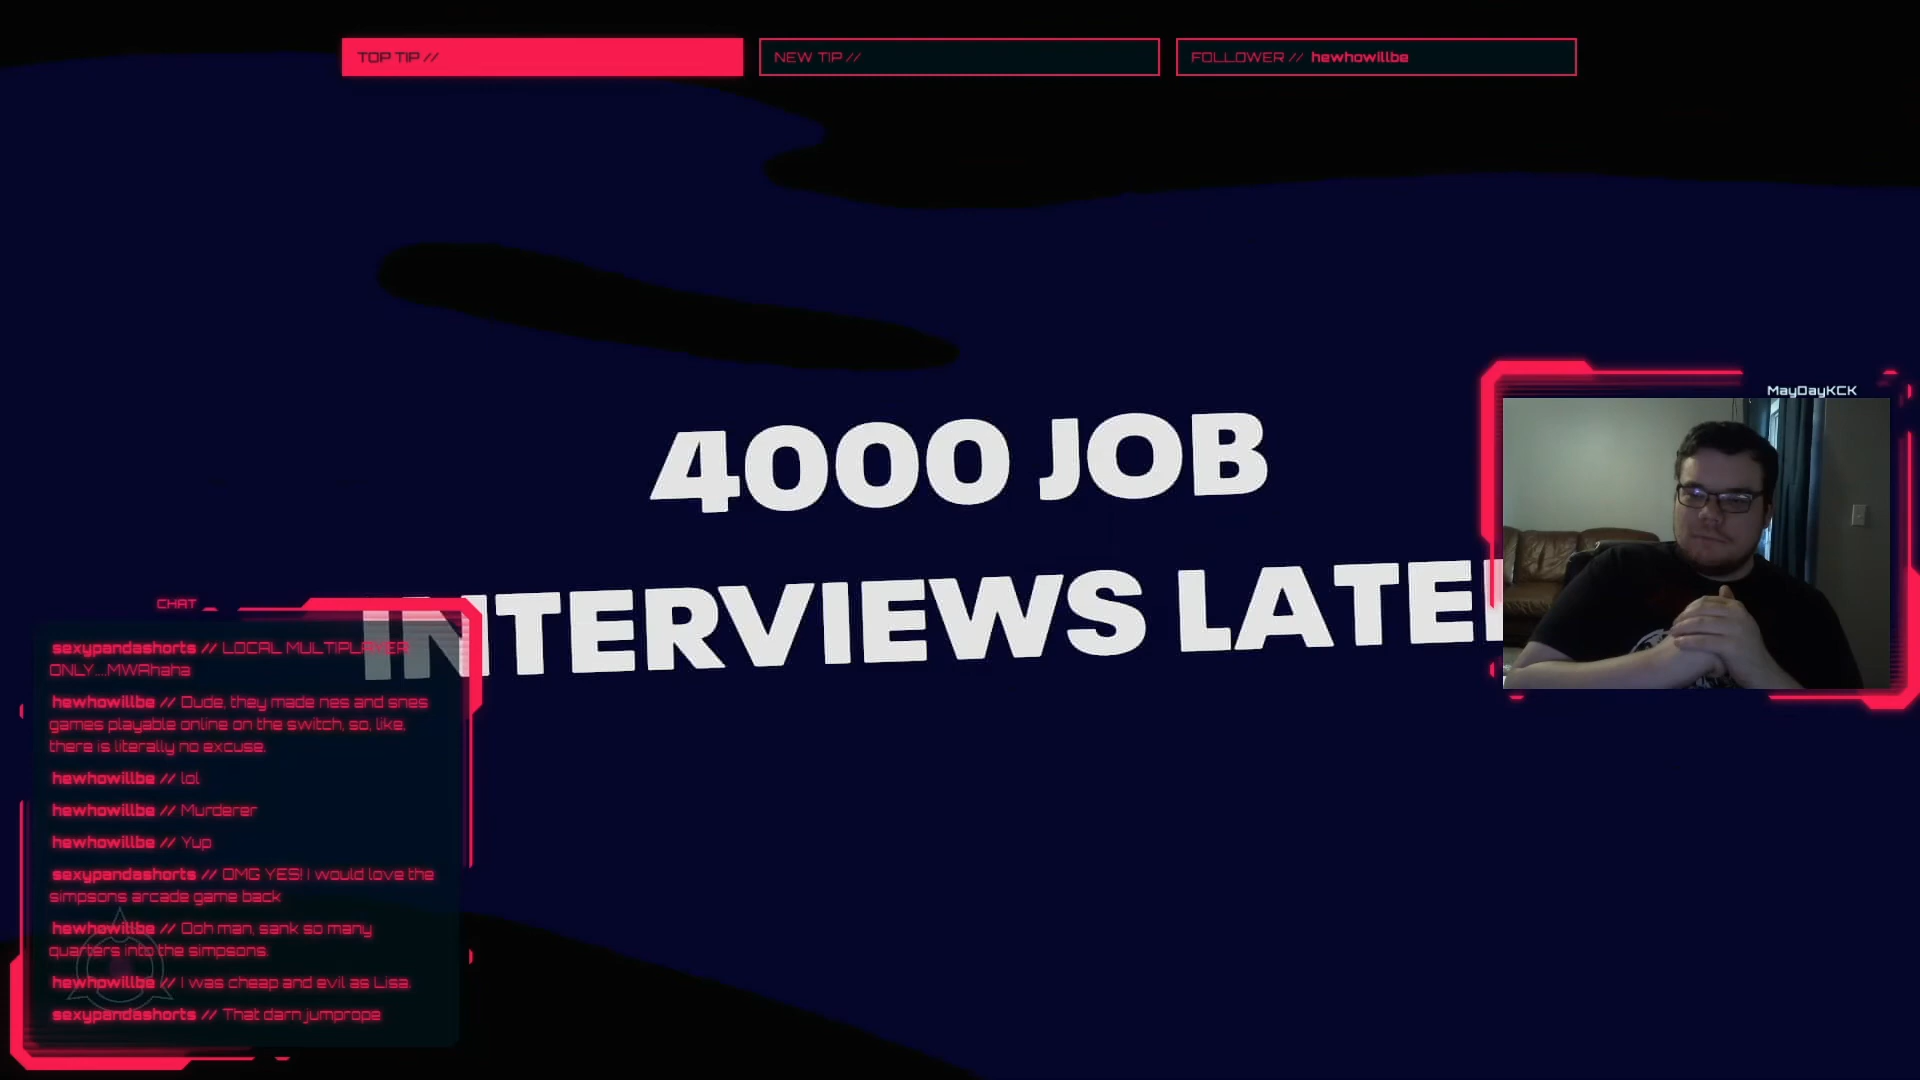 TOP TIP //
NEW TIP //
FOLLOWER // hewhowillbe
4000 JOB
INTERVIEWS LATE
MayDayKCK
CHAT
sexypandashorts // LOCAL MULTIPLAYER
ONLY....MWAhaha
hewhowillbe // Dude, they made nes and snes
games playable online on the switch, so, like,
there is literally no excuse.
hewhowillbe // lol
hewhowillbe // Murderer
hewhowillbe // Yup
sexypandashorts // OMG YES! I would love the
simpsons arcade game back
hewhowillbe // Ooh man, sank so many
quarters into the simpsons.
hewhowillbe // I was cheap and evil as Lisa.
sexypandashorts // That darn jumprope